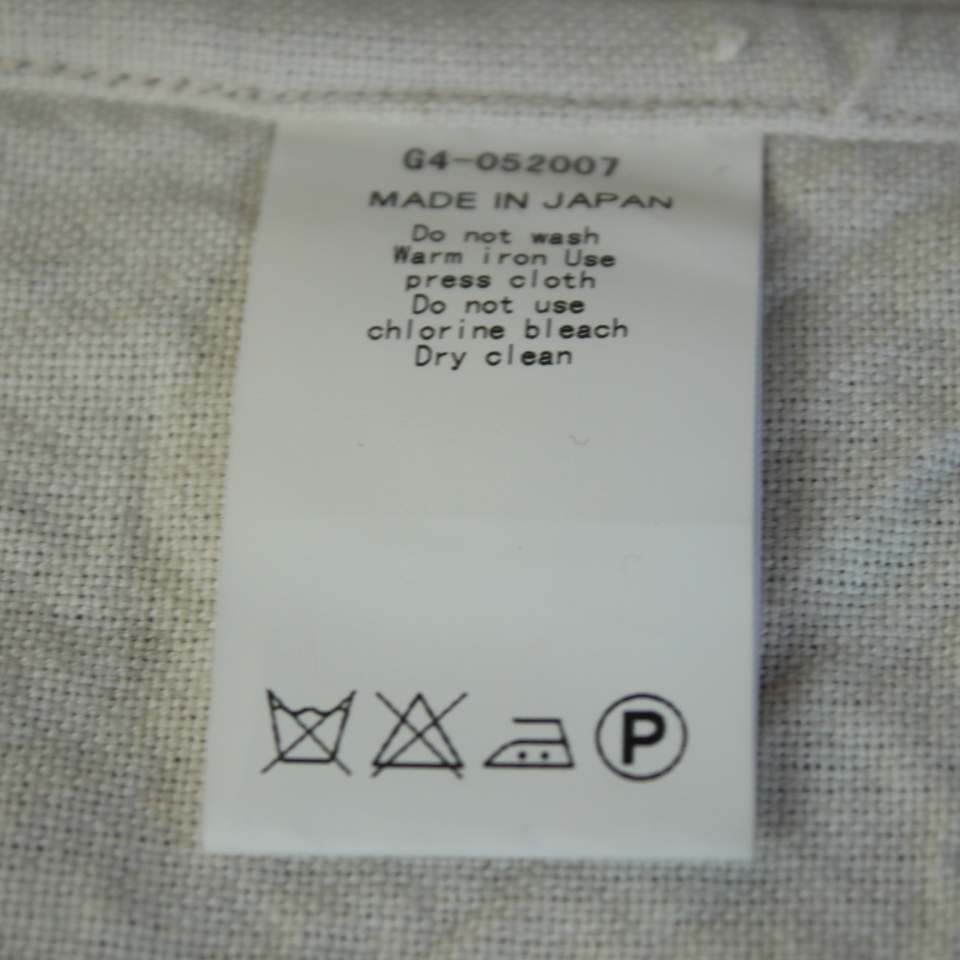 G4-052007
MADE IN JAPAN
Do not wash
Warm iron Use
press cloth
Do not use
chlorine bleach
Dry clean
P